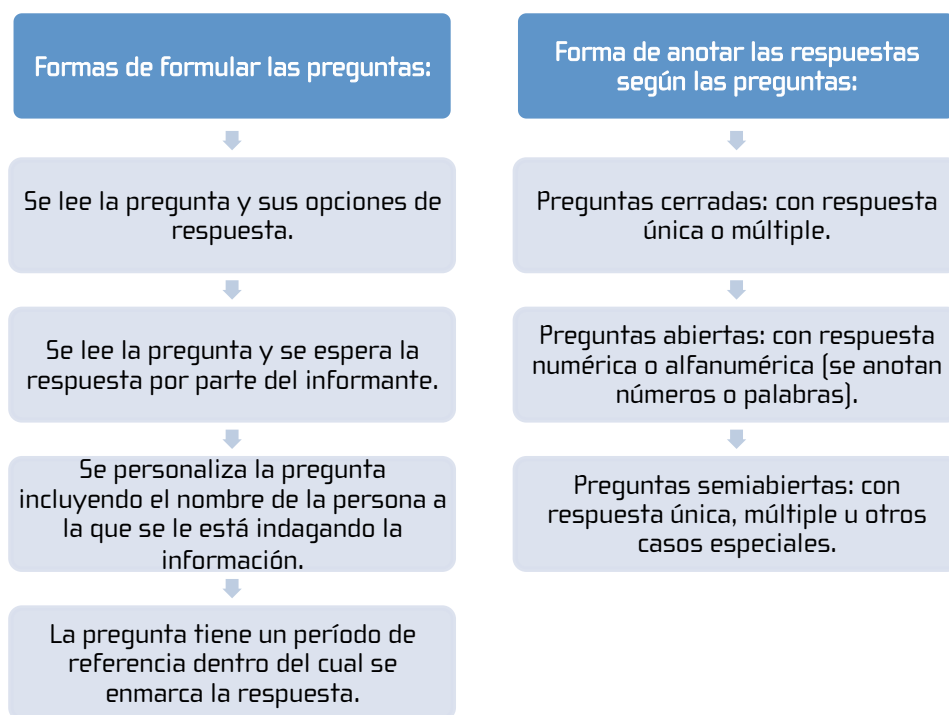 Formas de formular las preguntas:
Se lee la pregunta y sus opciones de
respuesta.
Se lee la pregunta y se espera la
respuesta por parte del informante.
Se personaliza la pregunta
incluyendo el nombre de la persona a
la que se le está indagando la
información.
La pregunta tiene un período de
referencia dentro del cual se
enmarca la respuesta.
Forma de anotar las respuestas
según las preguntas:
Preguntas cerradas: con respuesta
única o múltiple.
Preguntas abiertas: con respuesta
numérica o alfanumérica (se anotan
números o palabras).
Preguntas semiabiertas: con
respuesta única, múltiple u otros
casos especiales.